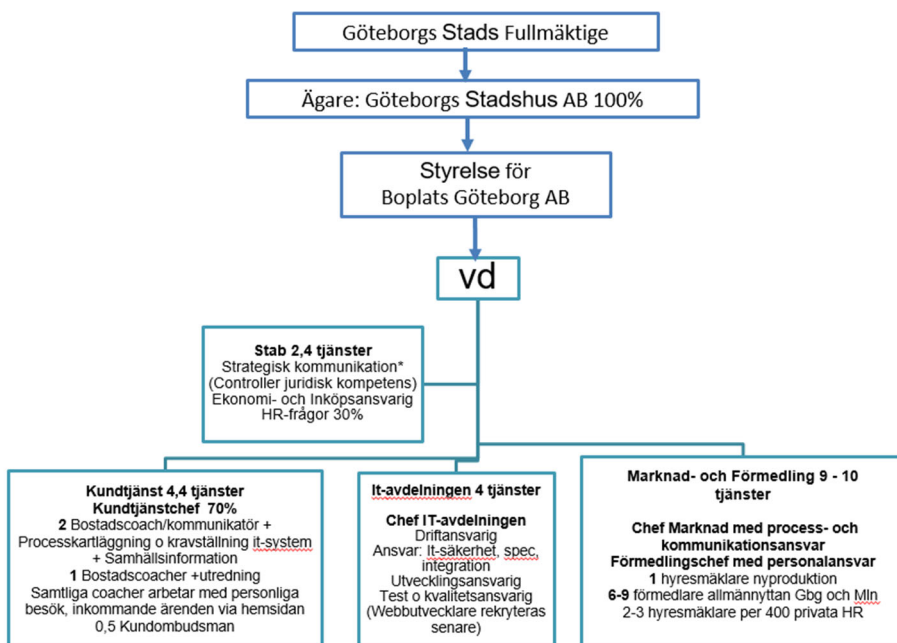 Göteborgs Stads Fullmäktige
Ägare: Göteborgs Stadshus AB 100%
Styrelse för
Boplats Göteborg AB
vd
Stab 2,4 tjänster
Strategisk kommunikation*
(Controller juridisk kompetens)
Ekonomi- och Inköpsansvarig
HR-frågor 30%
Kundtjänst 4,4 tjänster
Kundtjänstchef 70%
2 Bostadscoach/kommunikatör +
Processkartläggning o kravställning it-system
+ Samhällsinformation
1 Bostadscoacher +utredning
Samtliga coacher arbetar med personliga
besök, inkommande ärenden via hemsidan
0,5 Kundombudsman
It-avdelningen 4 tjänster
Chef IT-avdelningen
Driftansvarig
Ansvar: It-säkerhet, spec,
integration
Utvecklingsansvarig
Test o kvalitetsansvarig
(Webbutvecklare rekryteras
senare)
Marknad- och Förmedling 9 - 10
tjänster
Chef Marknad med process- och
kommunikationsansvar
Förmedlingschef med personalansvar
1 hyresmäklare nyproduktion
6-9 förmedlare allmännyttan Gbg och Mln
2-3 hyresmäklare per 400 privata HR